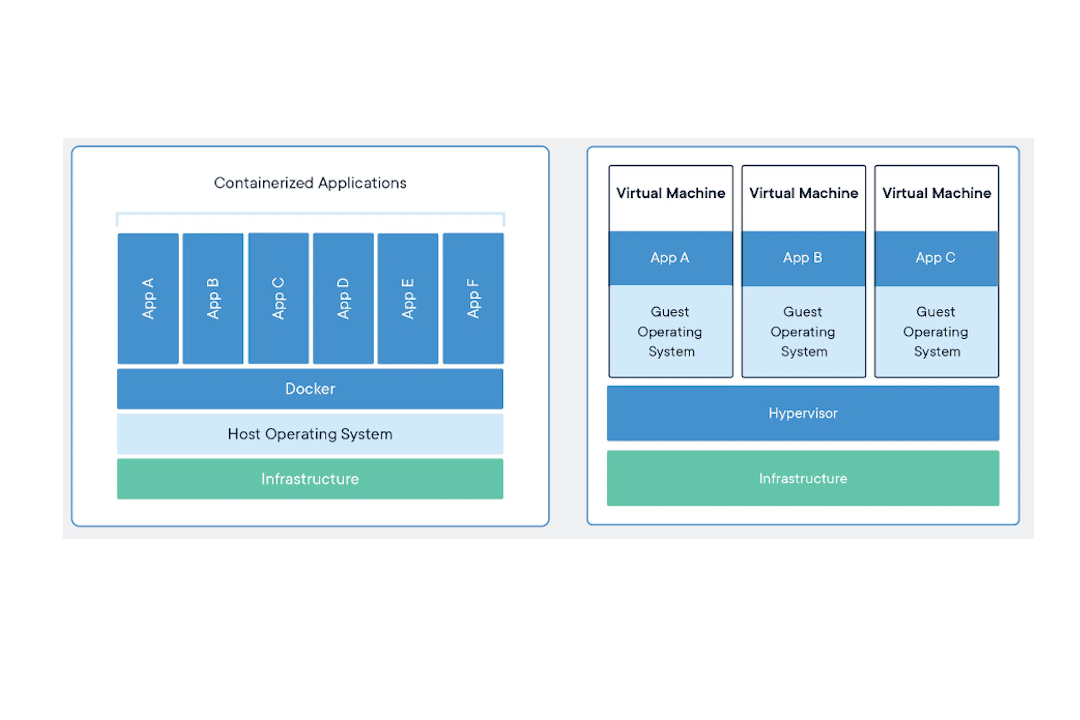 Containerized Applications
App A
App B
App C
App D
App E
App F
Docker
Host Operating System
Infrastructure
Virtual Machine
App A
Guest
Operating
System
Virtual Machine
App B
Guest
Operating
System
Virtual Machine
App C
Guest
Operating
System
Hypervisor
Infrastructure